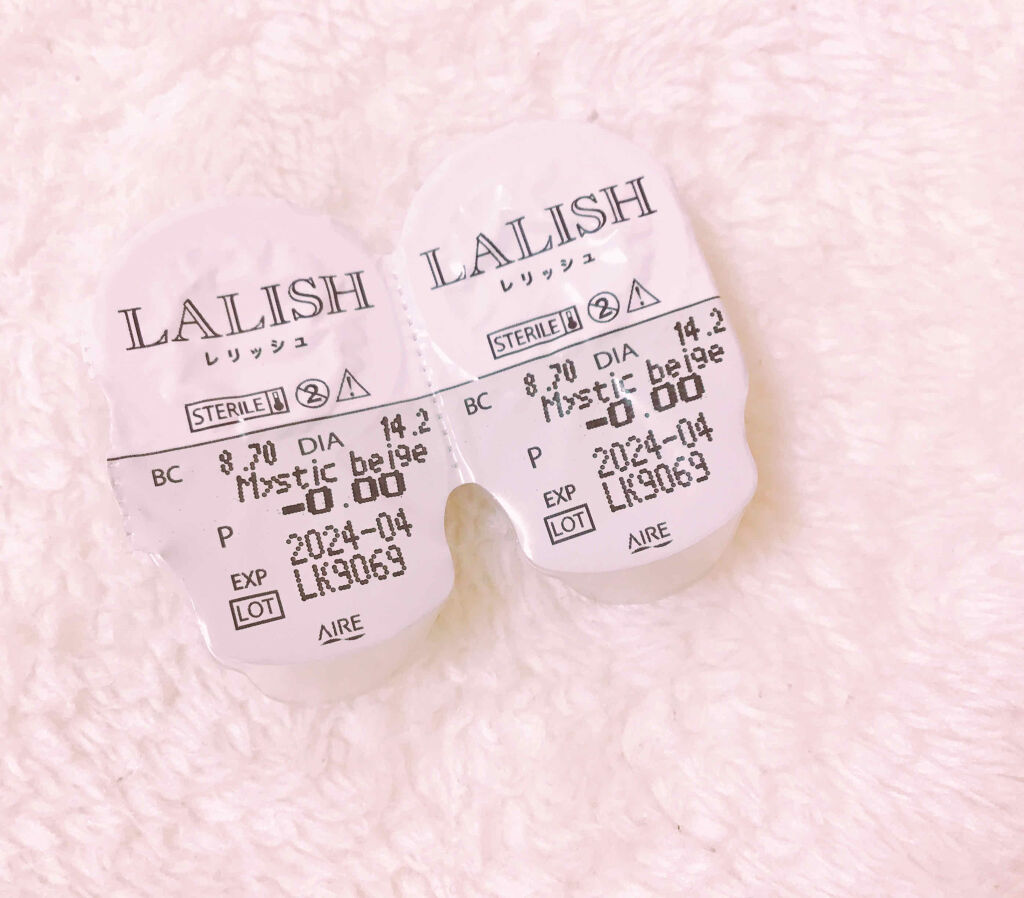 LALISH
レリッシュ
STERILE
BC 8.70 DIA 14.2
Mystic beige
P -0.00
EXP 2024-04
LOT LK9069
AIRE
LALISH
レリッシュ
STERILE
BC 8.70 DIA 14.2
Mystic beige
P -0.00
EXP 2024-04
LOT LK9069
AIRE